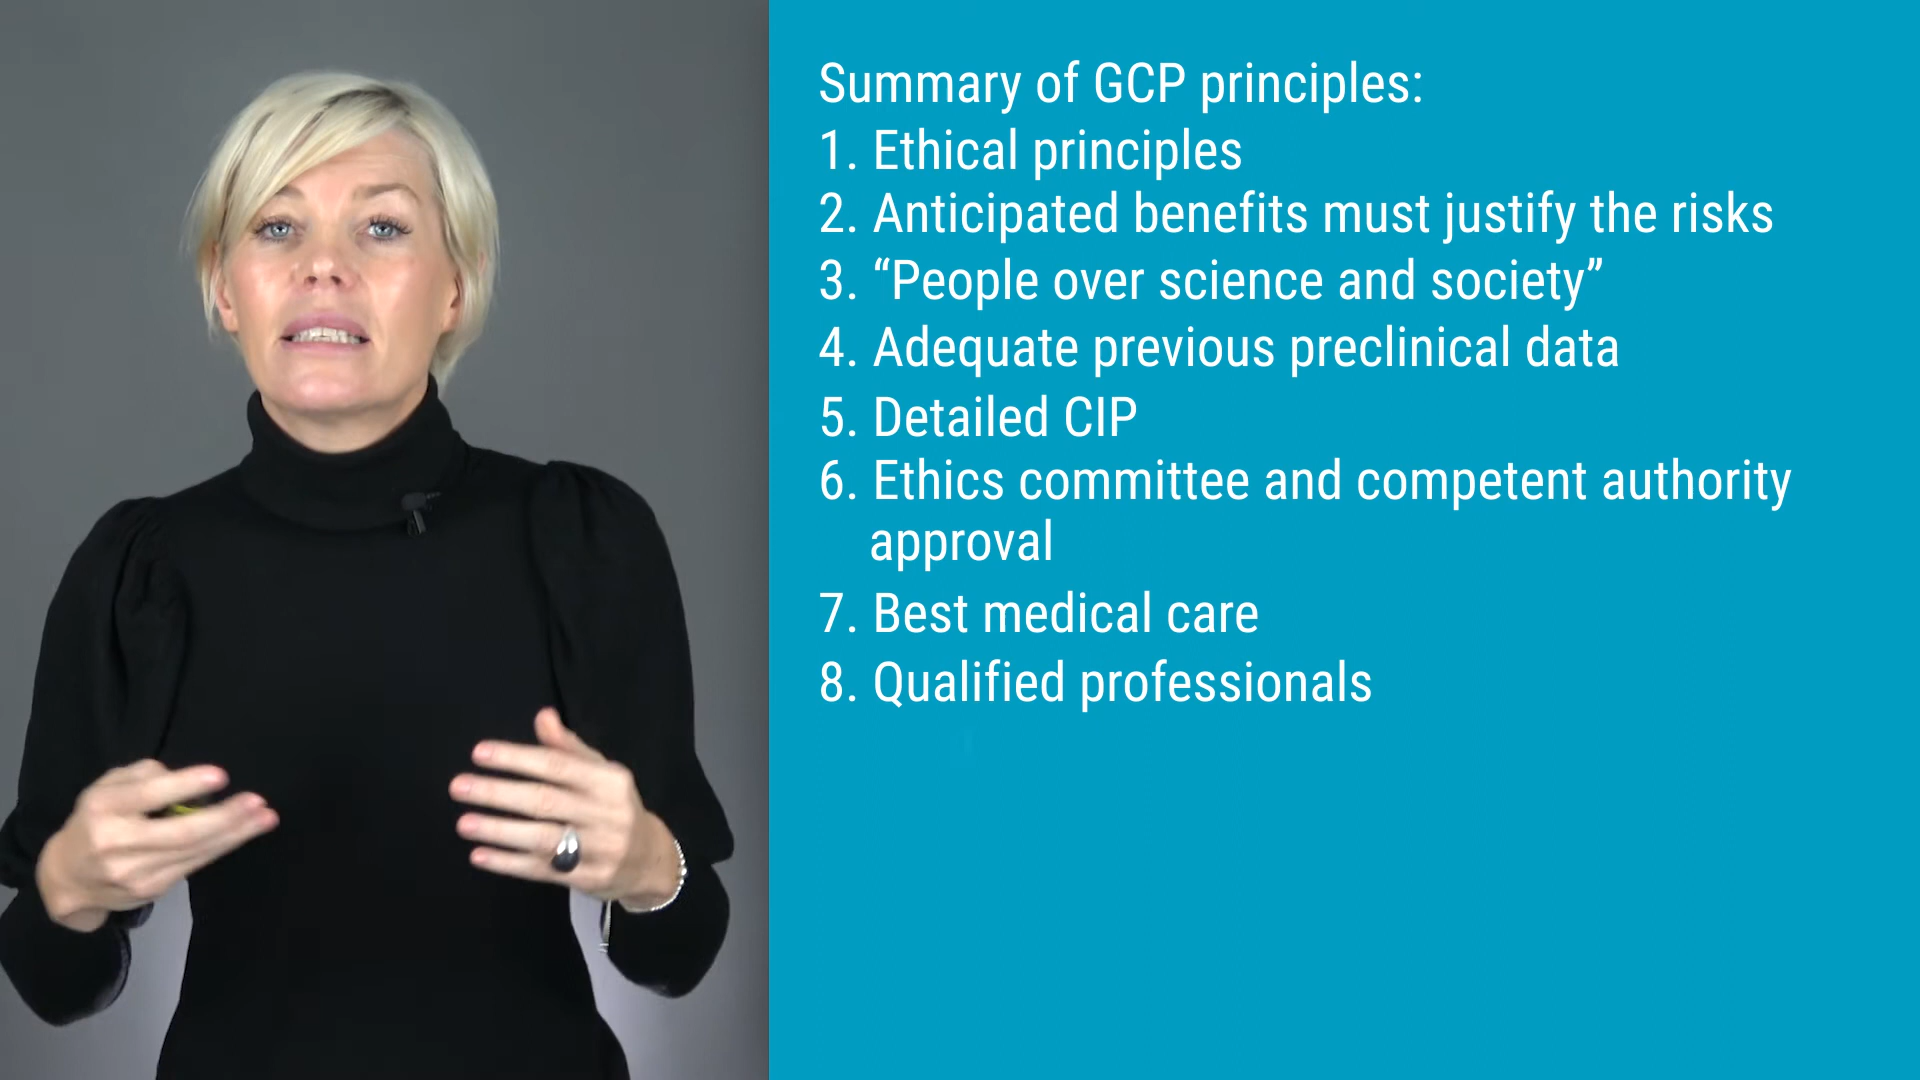 Summary of GCP principles:
1. Ethical principles
2. Anticipated benefits must justify the risks
3. “People over science and society”
4. Adequate previous preclinical data
5. Detailed CIP
6. Ethics committee and competent authority
approval
7. Best medical care
8. Qualified professionals